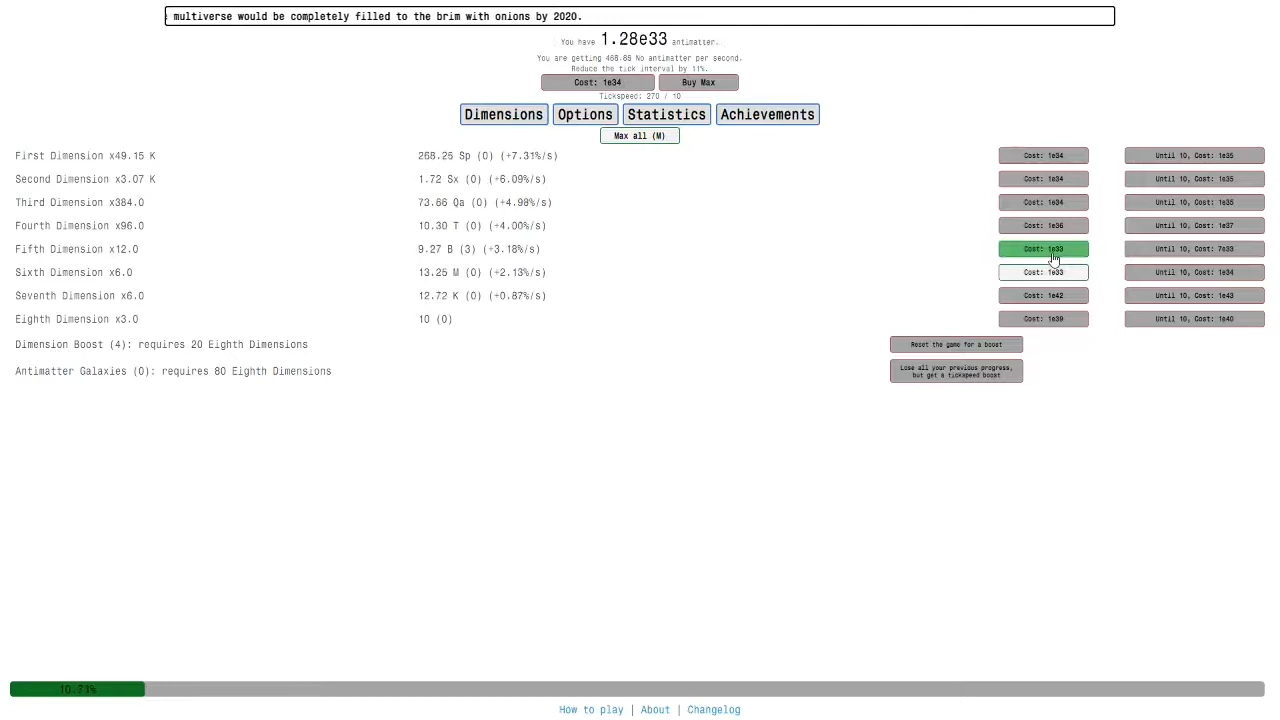 multiverse would be completely filled to the brim with onions by 2020.
You have 1.28e33 antimatter.
You are getting 468.85 No antimatter per second.
Reduce the tick interval by 11%.
Cost: 1e34 Buy Max
Tickspeed: 270 / 10
Dimensions Options Statistics Achievements
Max all (M)
First Dimension x49.15 K 268.25 Sp (0) (+7.31%/s) Cost: 1e34 Until 10, Cost: 1e35
Second Dimension x3.07 K 1.72 Sx (0) (+6.09%/s) Cost: 1e34 Until 10, Cost: 1e35
Third Dimension x384.0 73.66 Qa (0) (+4.98%/s) Cost: 1e34 Until 10, Cost: 1e35
Fourth Dimension x96.0 10.30 T (0) (+4.00%/s) Cost: 1e36 Until 10, Cost: 1e37
Fifth Dimension x12.0 9.27 B (3) (+3.18%/s) Cost: 1e33 Until 10, Cost: 7e33
Sixth Dimension x6.0 13.25 M (0) (+2.13%/s) Cost: 1e33 Until 10, Cost: 1e34
Seventh Dimension x6.0 12.72 K (0) (+0.87%/s) Cost: 1e42 Until 10, Cost: 1e43
Eighth Dimension x3.0 10 (0) Cost: 1e39 Until 10, Cost: 1e40
Dimension Boost (4): requires 20 Eighth Dimensions Reset the game for a boost
Antimatter Galaxies (0): requires 80 Eighth Dimensions Lose all your previous progress,
but get a tickspeed boost
10.73%
How to play | About | Changelog